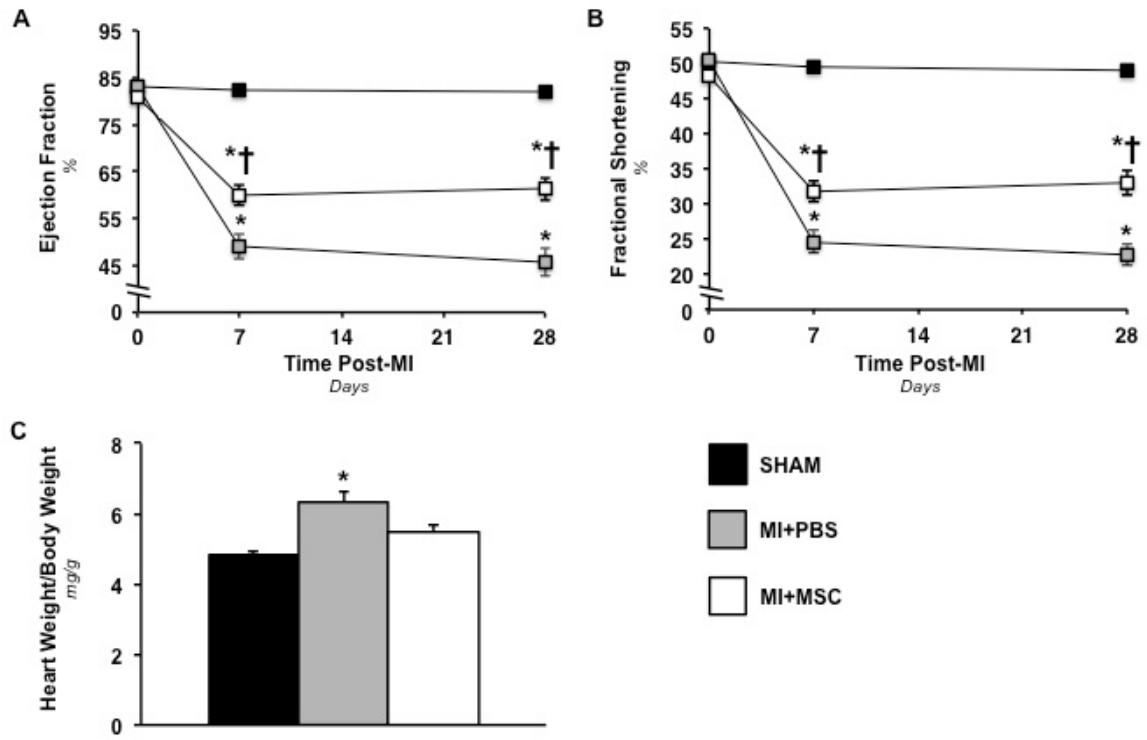 A
Ejection Fraction
%
95
85
75
65
55
45
0
*†
*†
*
*
0 7 14 21 28
Time Post-MI
Days
B
Fractional Shortening
%
55
50
45
40
35
30
25
20
0
*†
*†
*
*
0 7 14 21 28
Time Post-MI
Days
C
Heart Weight/Body Weight
mg/g
8
6
4
2
0
*
SHAM
MI+PBS
MI+MSC